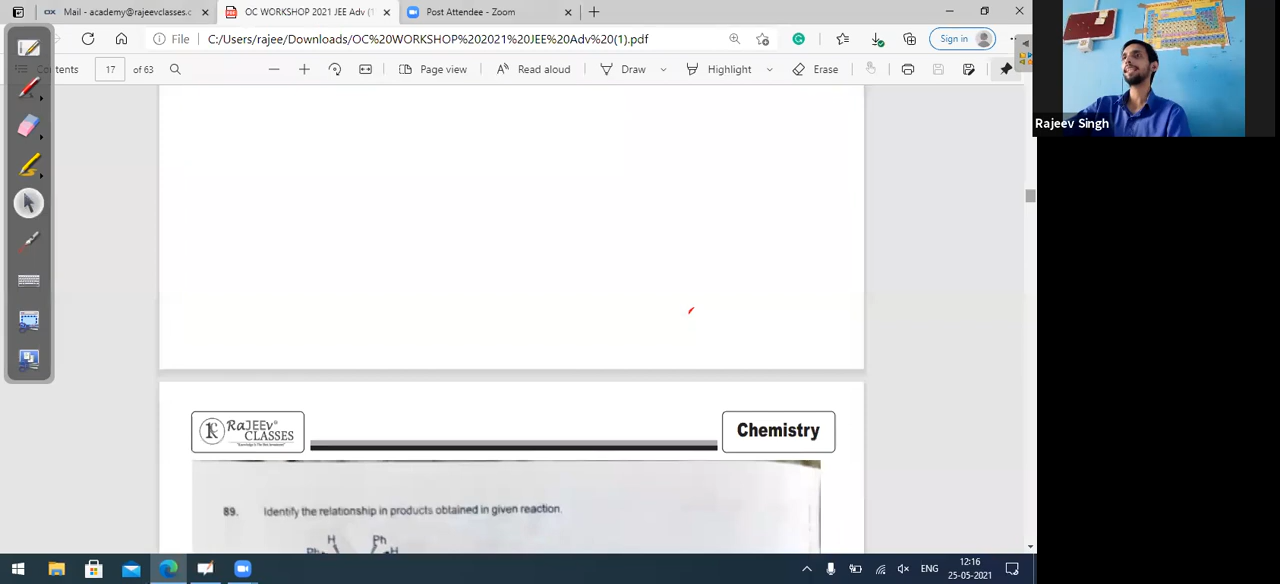 Mail - academy@rajeevclasses.c
OC WORKSHOP 2021 JEE Adv (1
Post Attendee - Zoom
File
C:/Users/rajee/Downloads/OC%20WORKSHOP%202021%20JEE%20Adv%20(1).pdf
Sign in
Contents
17 of 63
Page view
Read aloud
Draw
Highlight
Erase
Rajeev Singh
RaJEEv
CLASSES
Chemistry
89. Identify the relationship in products obtained in given reaction.
H
Ph
Ph
H
ENG
12:16
25-05-2021